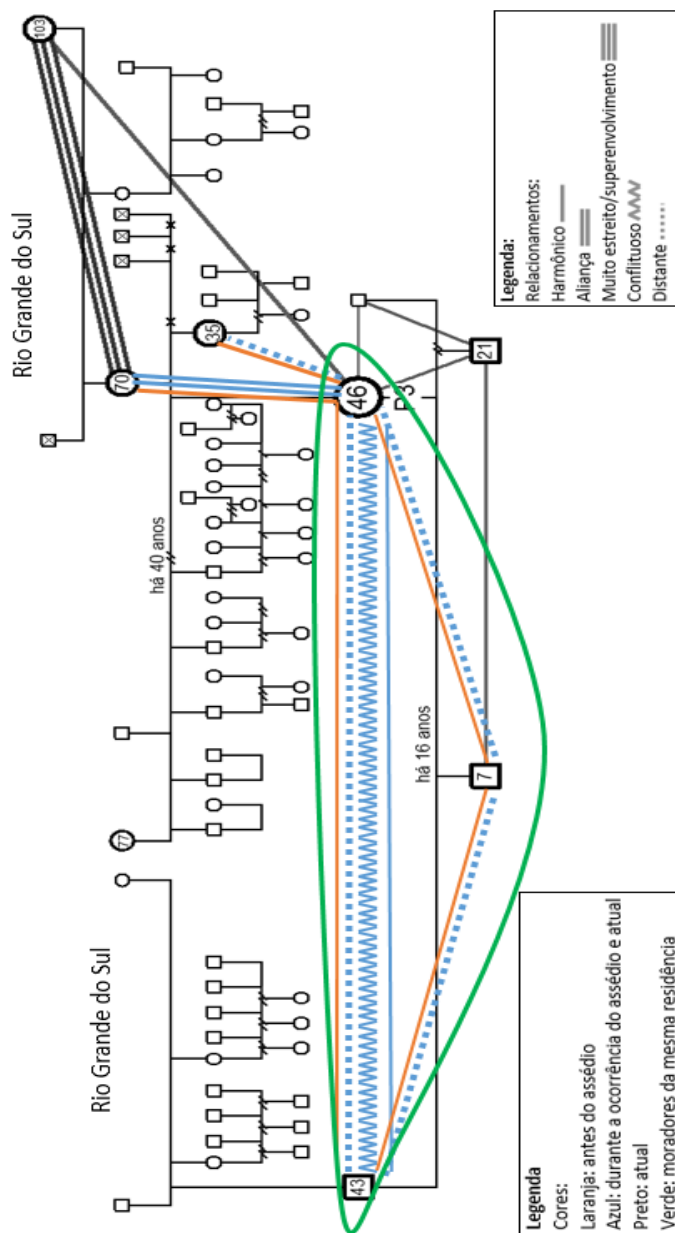 Rio Grande do Sul
Rio Grande do Sul
103
70
77
há 40 anos
35
46
P3
43
há 16 anos
7
21
Legenda
Cores:
Laranja: antes do assédio
Azul: durante a ocorrência do assédio e atual
Preto: atual
Verde: moradores da mesma residência
Legenda:
Relacionamentos:
Harmônico
Aliança
Muito estreito/superenvolvimento
Conflituoso
Distante